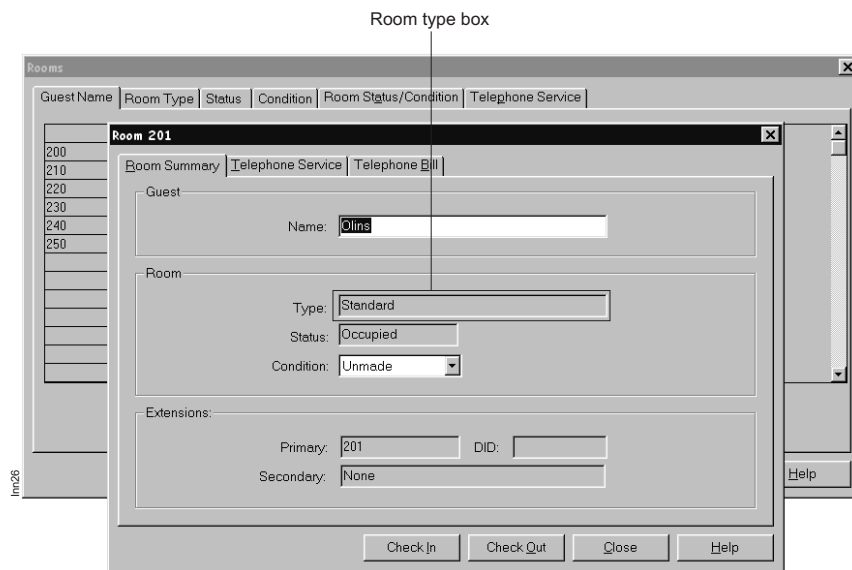 Room type box
Rooms
Guest Name Room Type Status Condition Room Status/Condition Telephone Service
Room 201
200
210
220
230
240
250
Room Summary Telephone Service Telephone Bill
Guest
Name: Olins
Room
Type: Standard
Status: Occupied
Condition: Unmade
Extensions:
Primary: 201 DID:
Secondary: None
Check In Check Out Close Help
Help
Inn26